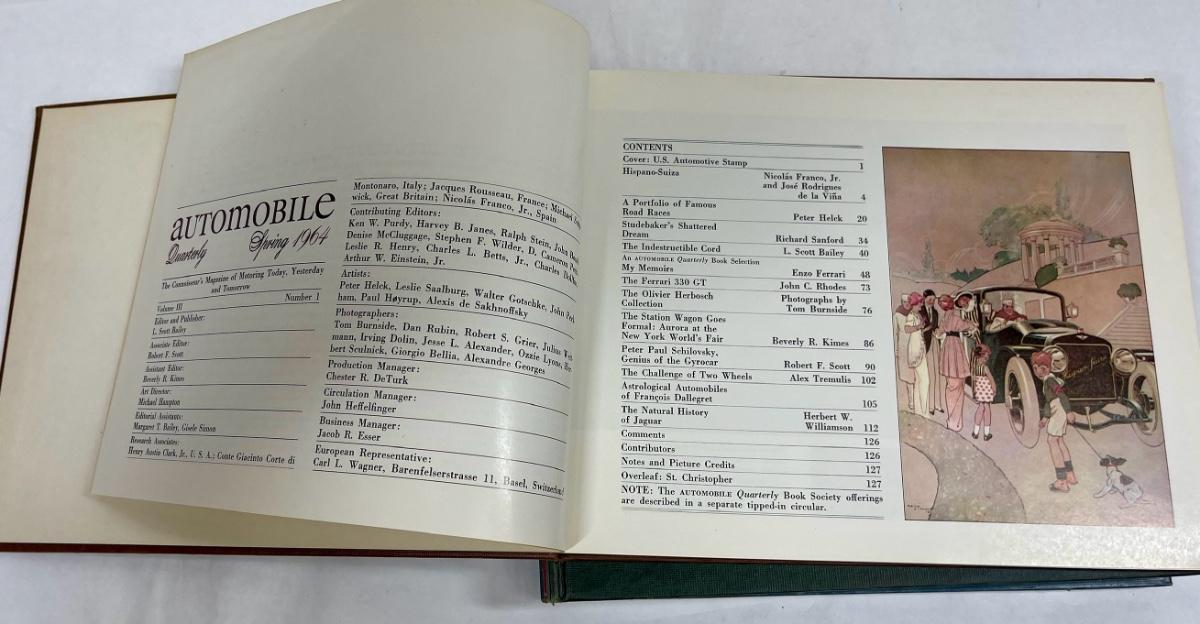 AUTOMOBILE
Quarterly Spring 1964
The Connoiseur's Magazine of Motoring Today, Yesterday
and Tomorrow
Volume III Number 1
Editor and Publisher:
L. Scott Bailey
Associate Editor:
Robert F. Scott
Assistant Editor:
Beverly R. Kimes
Art Director:
Michael Hampton
Editorial Assistants:
Margaret T. Bailey, Gisele Simon
Research Associates:
Henry Austin Clark, Jr., U. S. A.; Conte Giacinto Corte di
Montonaro, Italy; Jacques Rousseau, France; Michael
wick, Great Britain; Nicolás Franco, Jr., Spain
Contributing Editors:
Ken W. Purdy, Harvey B. Janes, Ralph Stein, John
Denise McCluggage, Stephen F. Wilder, D. Cameron
Leslie R. Henry, Charles L. Betts, Jr., Charles
Arthur W. Einstein, Jr.
Artists:
Peter Helck, Leslie Saalburg, Walter Gotschke, John
ham, Paul Høyrup, Alexis de Sakhnoffsky
Photographers:
Tom Burnside, Dan Rubin, Robert S. Grier, Julius
mann, Irving Dolin, Jesse L. Alexander, Ozzie Lyons,
bert Sculnick, Giorgio Bellia, Alexandre Georges
Production Manager:
Chester R. DeTurk
Circulation Manager:
John Heffelfinger
Business Manager:
Jacob R. Esser
European Representative:
Carl L. Wagner, Barenfelserstrasse 11, Basel, Switzerland
CONTENTS
Cover: U.S. Automotive Stamp 1
Hispano-Suiza Nicolás Franco, Jr.
and José Rodrigues
de la Viña 4
A Portfolio of Famous
Road Races Peter Helck 20
Studebaker's Shattered
Dream Richard Sanford 34
The Indestructible Cord L. Scott Bailey 40
An AUTOMOBILE Quarterly Book Selection
My Memoirs Enzo Ferrari 48
The Ferrari 330 GT John C. Rhodes 73
The Olivier Herbosch Photographs by
Collection Tom Burnside 76
The Station Wagon Goes
Formal: Aurora at the
New York World's Fair Beverly R. Kimes 86
Peter Paul Schilovsky,
Genius of the Gyrocar Robert F. Scott 90
The Challenge of Two Wheels Alex Tremulis 102
Astrological Automobiles
of François Dallegret 105
The Natural History Herbert W.
of Jaguar Williamson 112
Comments 126
Contributors 126
Notes and Picture Credits 127
Overleaf: St. Christopher 127
NOTE: The AUTOMOBILE Quarterly Book Society offerings
are described in a separate tipped-in circular.